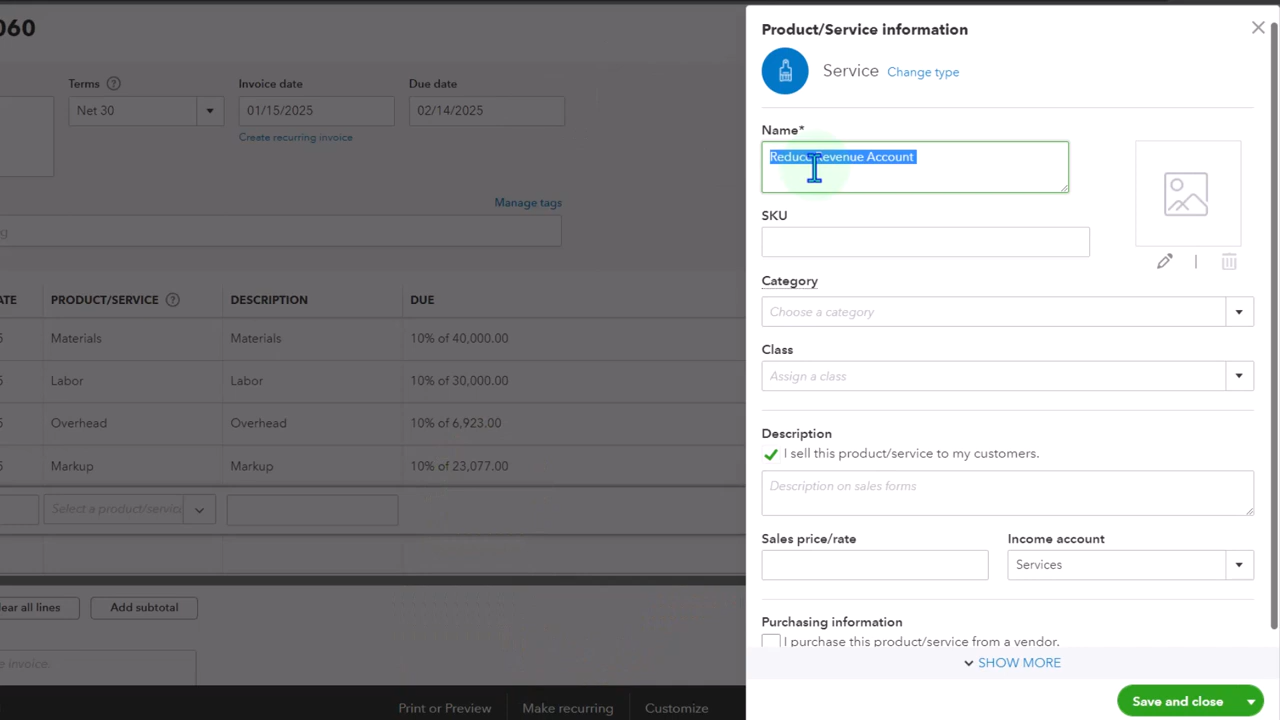 060
Terms
Invoice date
Due date
Net 30
01/15/2025
02/14/2025
Create recurring invoice
Manage tags
PRODUCT/SERVICE
DESCRIPTION
DUE
Materials
Materials
10% of 40,000.00
Labor
Labor
10% of 30,000.00
Overhead
Overhead
10% of 6,923.00
Markup
Markup
10% of 23,077.00
Add subtotal
Print or Preview
Make recurring
Customize
Product/Service information
Service
Change type
Name*
Reduce Revenue Account
SKU
Category
Choose a category
Class
Assign a class
Description
I sell this product/service to my customers.
Description on sales forms
Sales price/rate
Income account
Services
Purchasing information
I purchase this product/service from a vendor.
SHOW MORE
Save and close